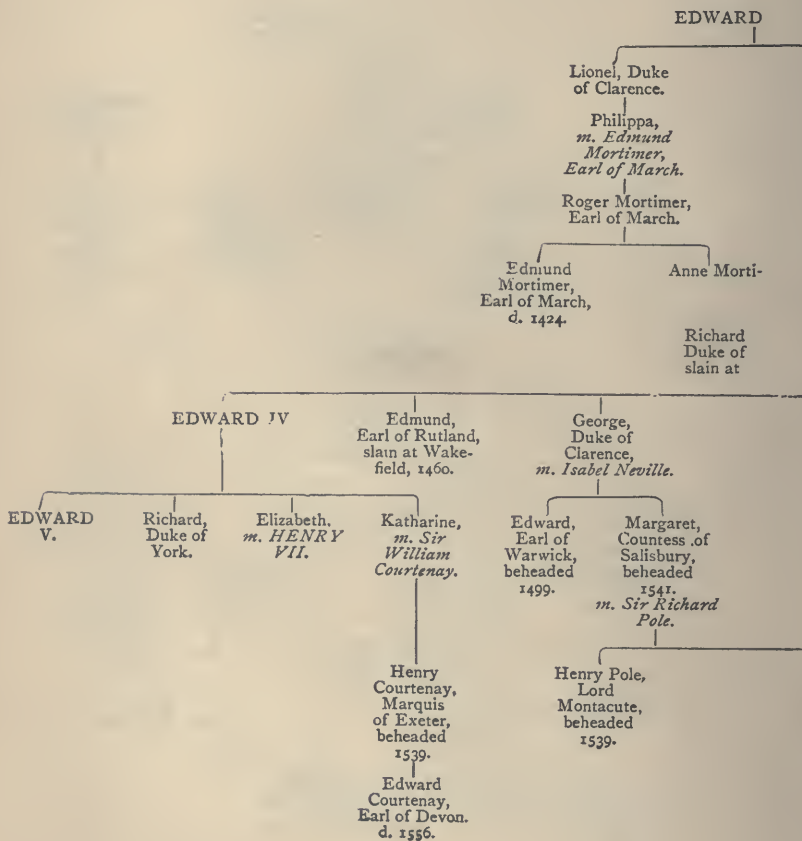 EDWARD
Lionel, Duke
of Clarence.
Philippa,
m. Edmund
Mortimer,
Earl of March.
Roger Mortimer,
Earl of March.
Edmund
Mortimer,
Earl of March,
d. 1424.
Anne Morti-
Richard
Duke of
slain at
EDWARD IV
Edmund,
Earl of Rutland,
slain at Wake-
field, 1460.
George,
Duke of
Clarence,
m. Isabel Neville.
EDWARD
V.
Richard,
Duke of
York.
Elizabeth.
m. HENRY
VII.
Katharine,
m. Sir
William
Courtenay.
Edward,
Earl of
Warwick,
beheaded
1499.
Margaret,
Countess of
Salisbury,
beheaded
1541.
m. Sir Richard
Pole.
Henry
Courtenay,
Marquis
of Exeter,
beheaded
1539.
Henry Pole,
Lord
Montacute,
beheaded
1539.
Edward
Courtenay,
Earl of Devon.
d. 1556.